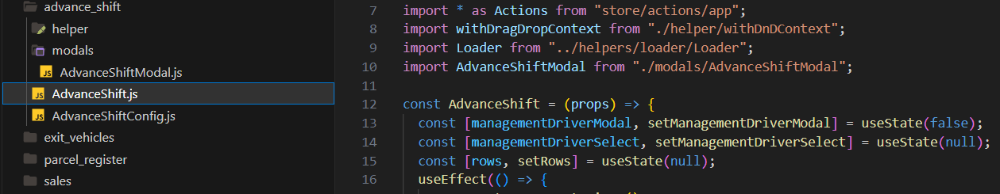 advance_shift
helper
modals
JS AdvanceShiftModal.js
JS AdvanceShift.js
JS AdvanceShiftConfig.js
exit_vehicles
parcel_register
sales
7 import * as Actions from "store/actions/app";
8 import withDragDropContext from "./helper/withDnDContext";
9 import Loader from "../helpers/loader/Loader";
10 import AdvanceShiftModal from "./modals/AdvanceShiftModal";
11
12 const AdvanceShift = (props) => {
13 const [managementDriverModal, setManagementDriverModal] = useState(false);
14 const [managementDriverSelect, setManagementDriverSelect] = useState(null);
15 const [rows, setRows] = useState(null);
16 useEffect(() => {